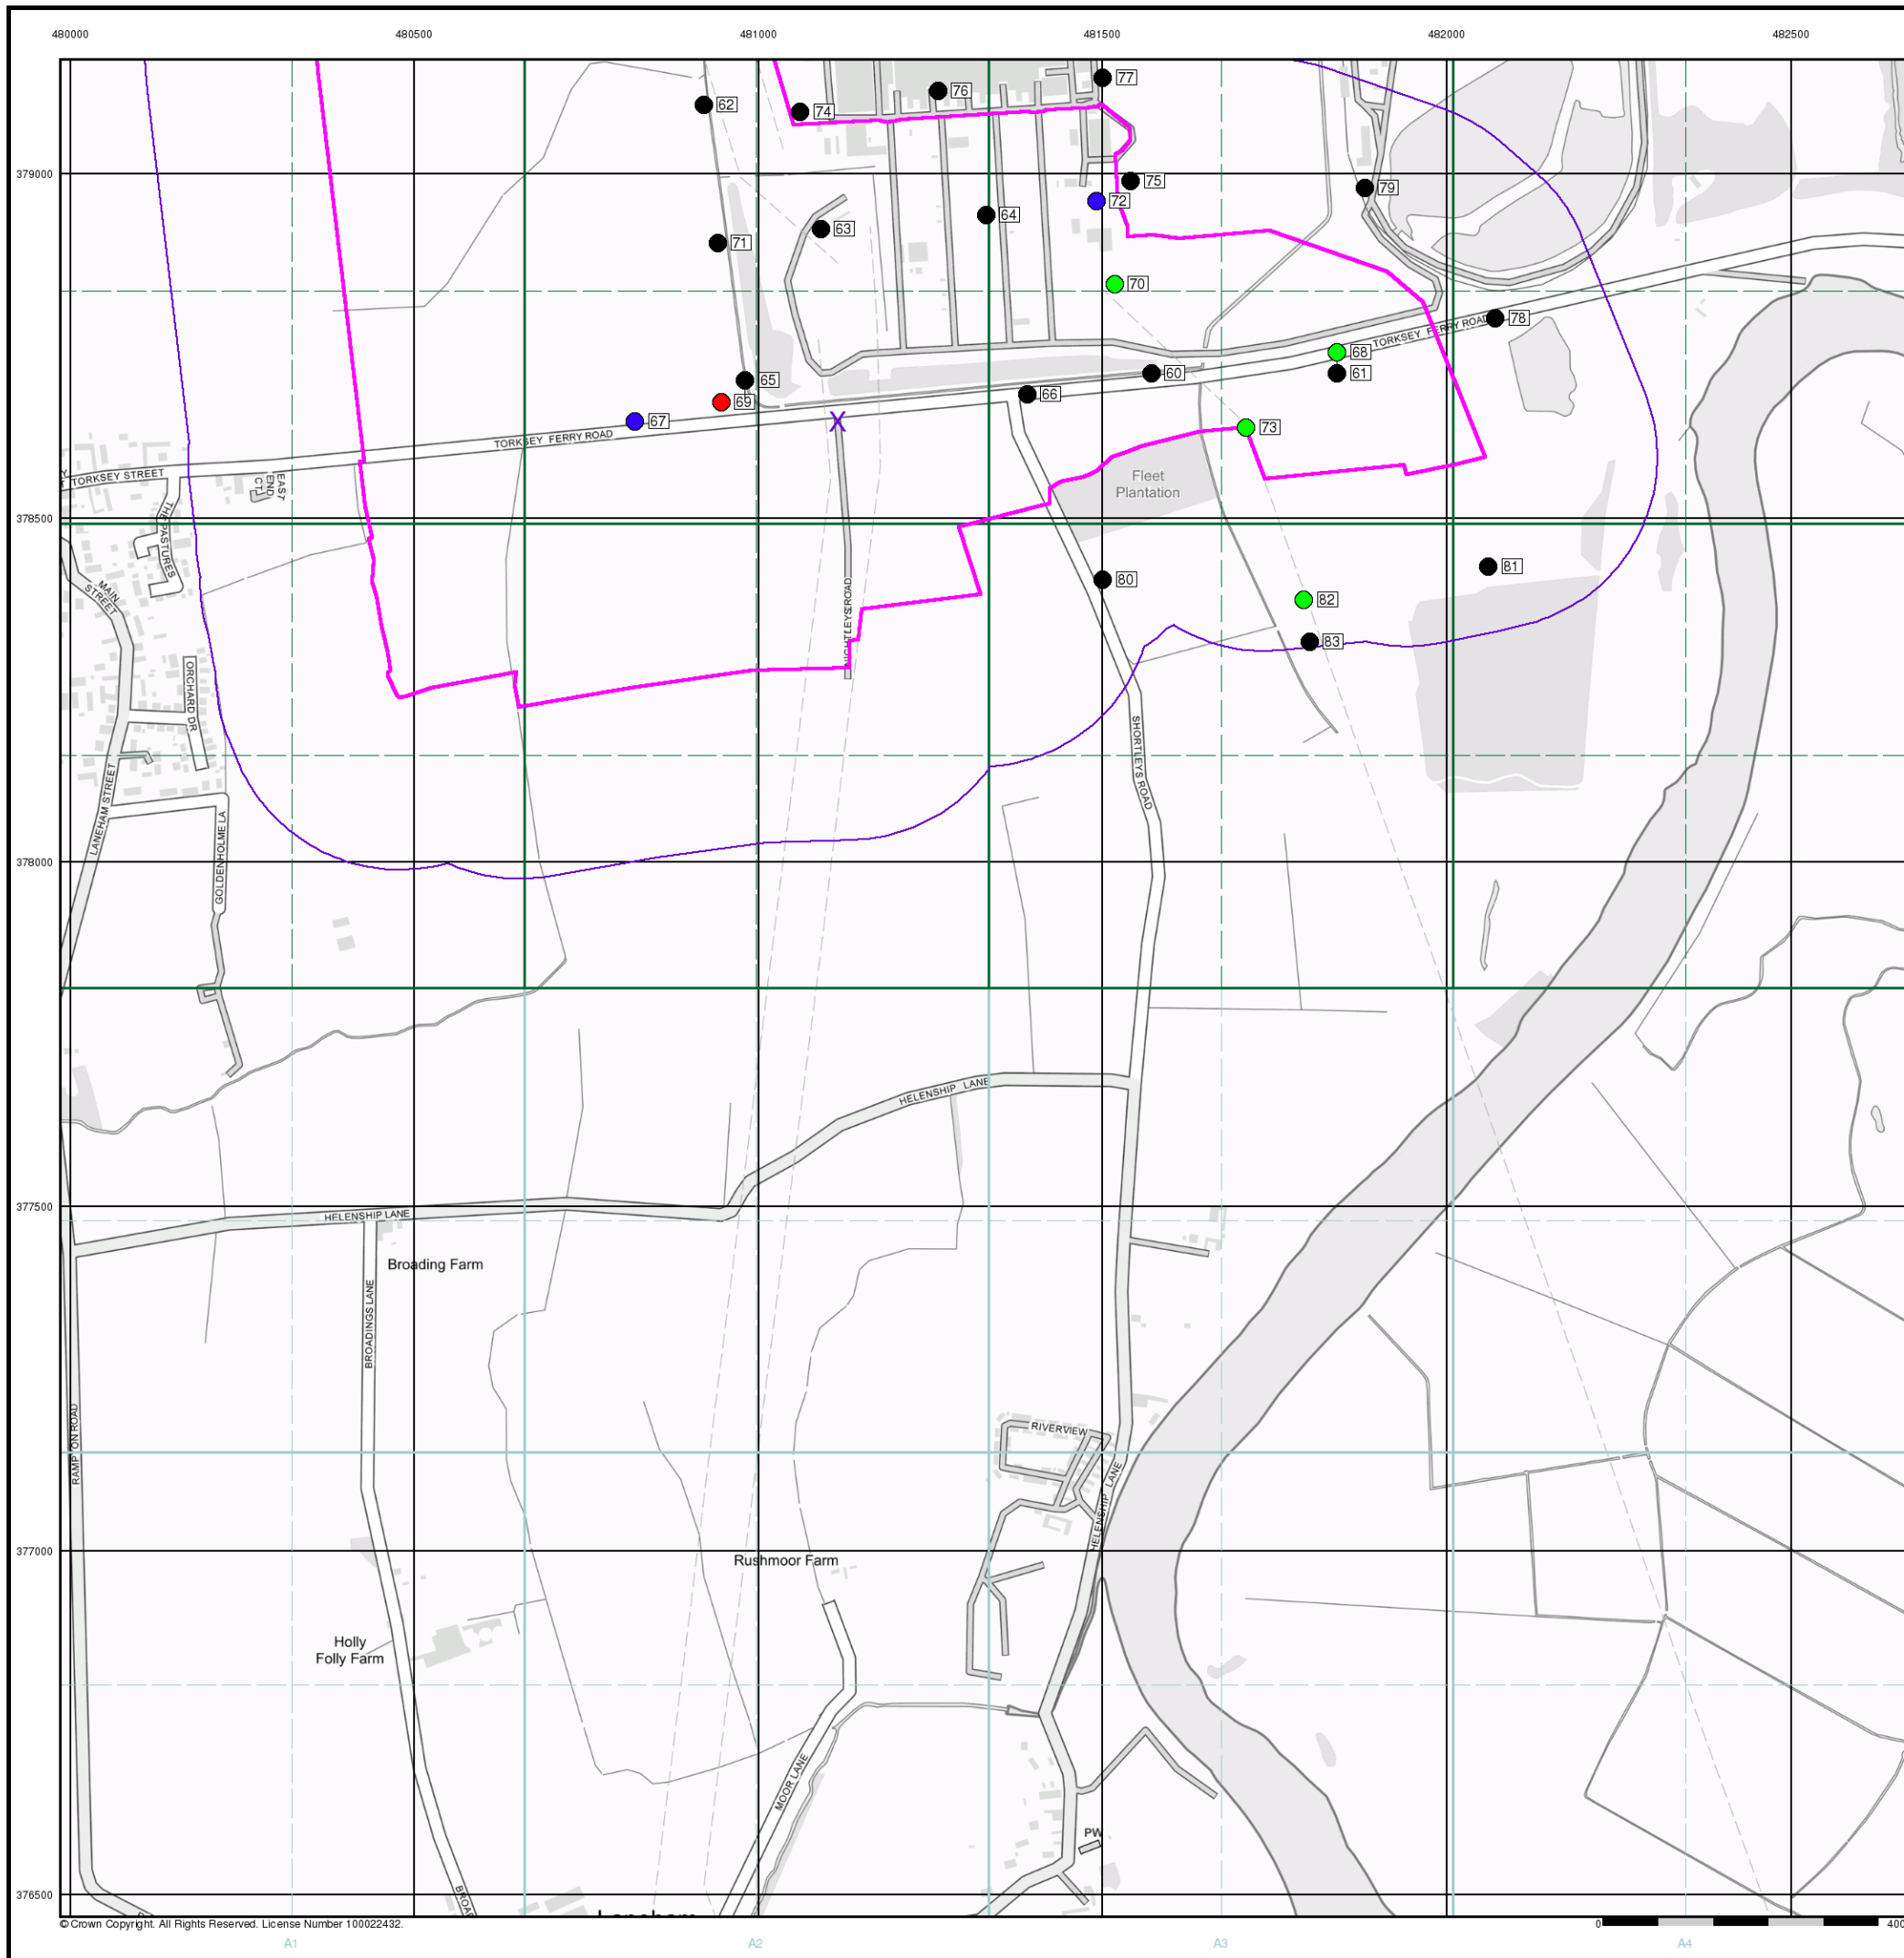 480000 480500 481000 481500 482000 482500
77
76
62
74
379000
75
79
72
64
63
71
70
78
TORKSEY FERRY ROAD
68
65
60
61
66
69
67
73
TORKSEY FERRY ROAD
TORKSEY STREET
EAST
END
CT
Fleet
Plantation
THE PASTURES
378500
81
80
MAIN
STREET
82
83
ORCHARD DR
SHORTLEYS ROAD
LANEHAM STREET
GOLDENHOLME LA
378000
HELENSHIP LANE
377500
HELENSHIP LANE
Broading Farm
BROADINGS LANE
RAMPTON ROAD
RIVERVIEW
HELENSHIP LANE
377000
Rushmoor Farm
Holly
Folly Farm
MOOR LANE
PW
376500
© Crown Copyright. All Rights Reserved. License Number 100022432.
0 400
A1 A2 A3 A4